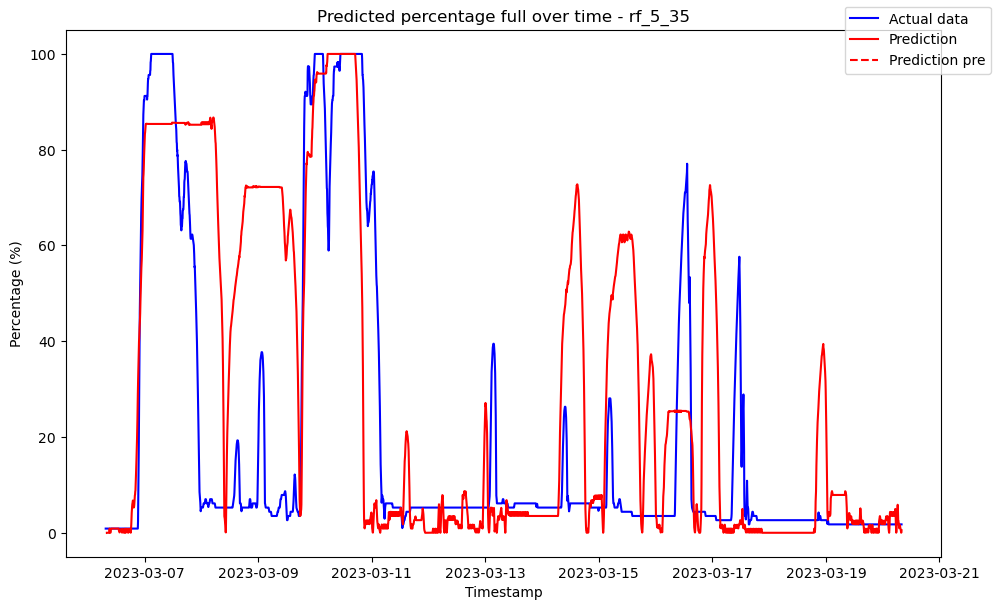 Predicted percentage full over time - rf_5_35
Actual data
Prediction
Prediction pre
Percentage (%)
100
80
60
40
20
0
2023-03-07
2023-03-09
2023-03-11
2023-03-13
2023-03-15
2023-03-17
2023-03-19
2023-03-21
Timestamp